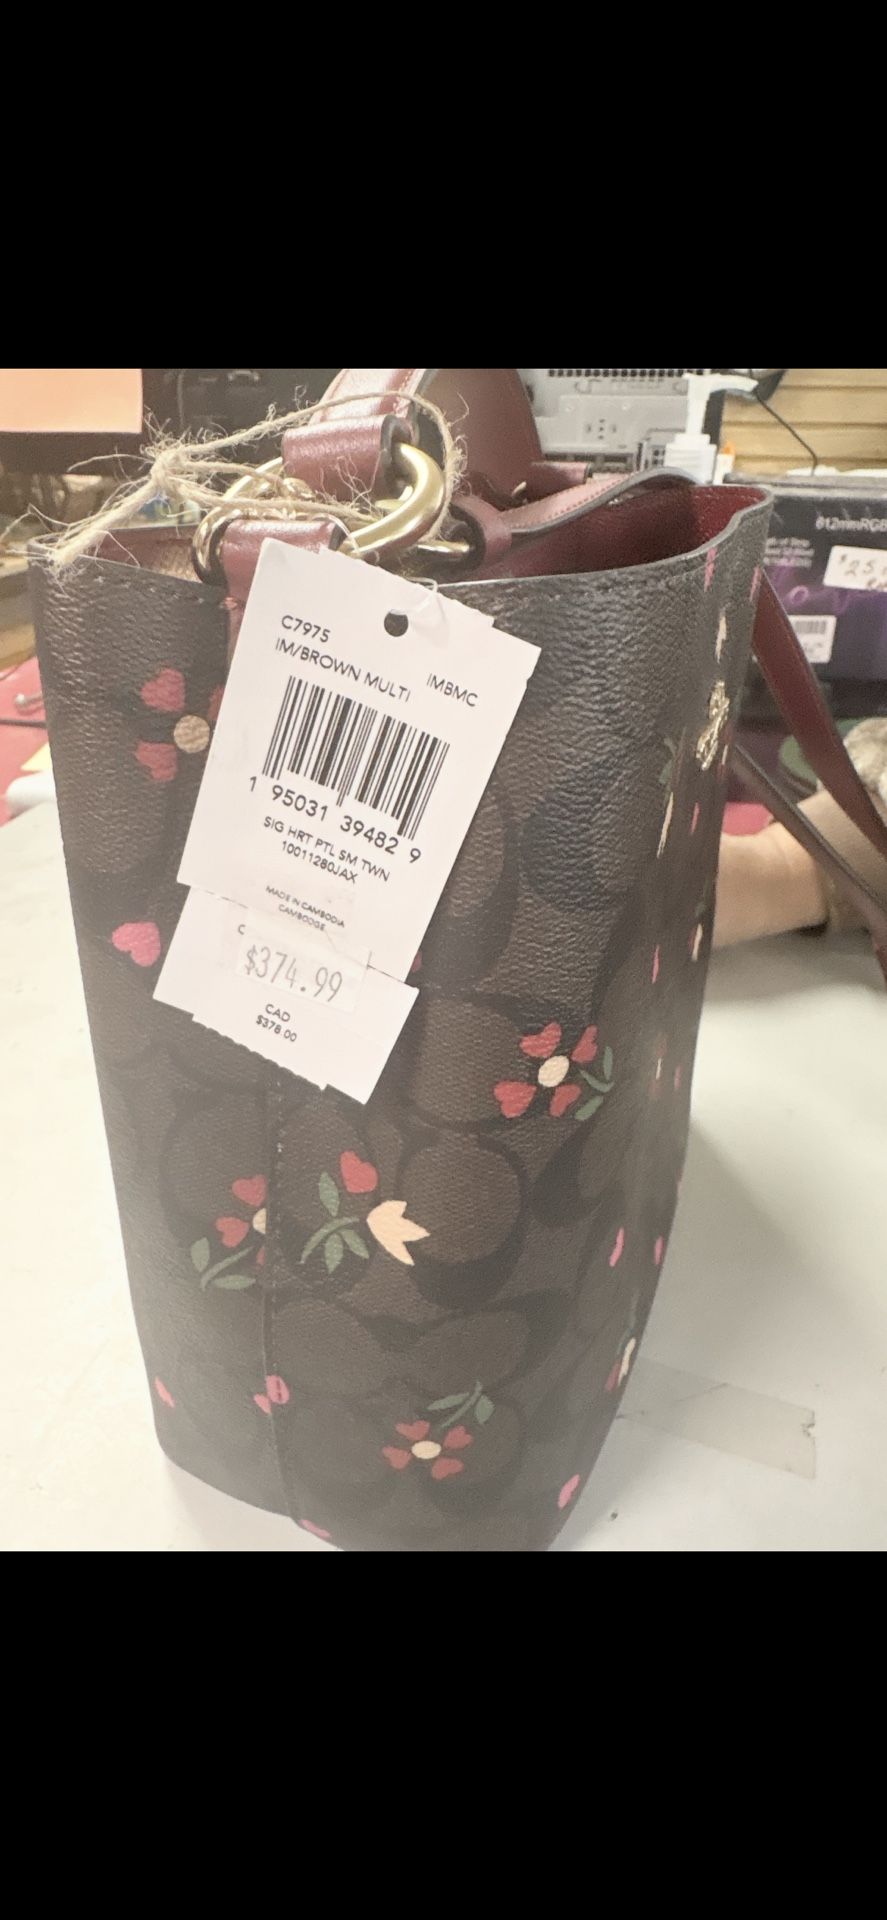 C7975
IM/BROWN MULTI
IMBMC
1 95031 39482 9
SIG HRT PTL SM TWN
10011280JAX
MADE IN CAMBODIA
CAMBODGE
C
$374.99
CAD
$378.00
612mmRGB